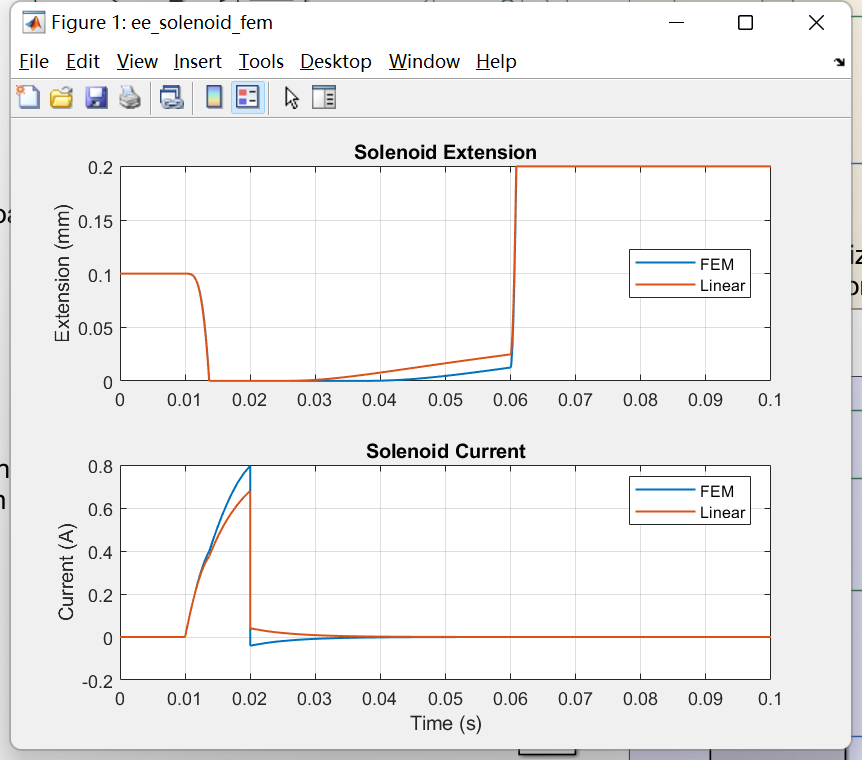 Figure 1: ee_solenoid_fem
File Edit View Insert Tools Desktop Window Help
Solenoid Extension
Extension (mm)
0.2
0.15
0.1
0.05
0
0 0.01 0.02 0.03 0.04 0.05 0.06 0.07 0.08 0.09 0.1
FEM
Linear
Solenoid Current
Current (A)
0.8
0.6
0.4
0.2
0
-0.2
0 0.01 0.02 0.03 0.04 0.05 0.06 0.07 0.08 0.09 0.1
Time (s)
FEM
Linear